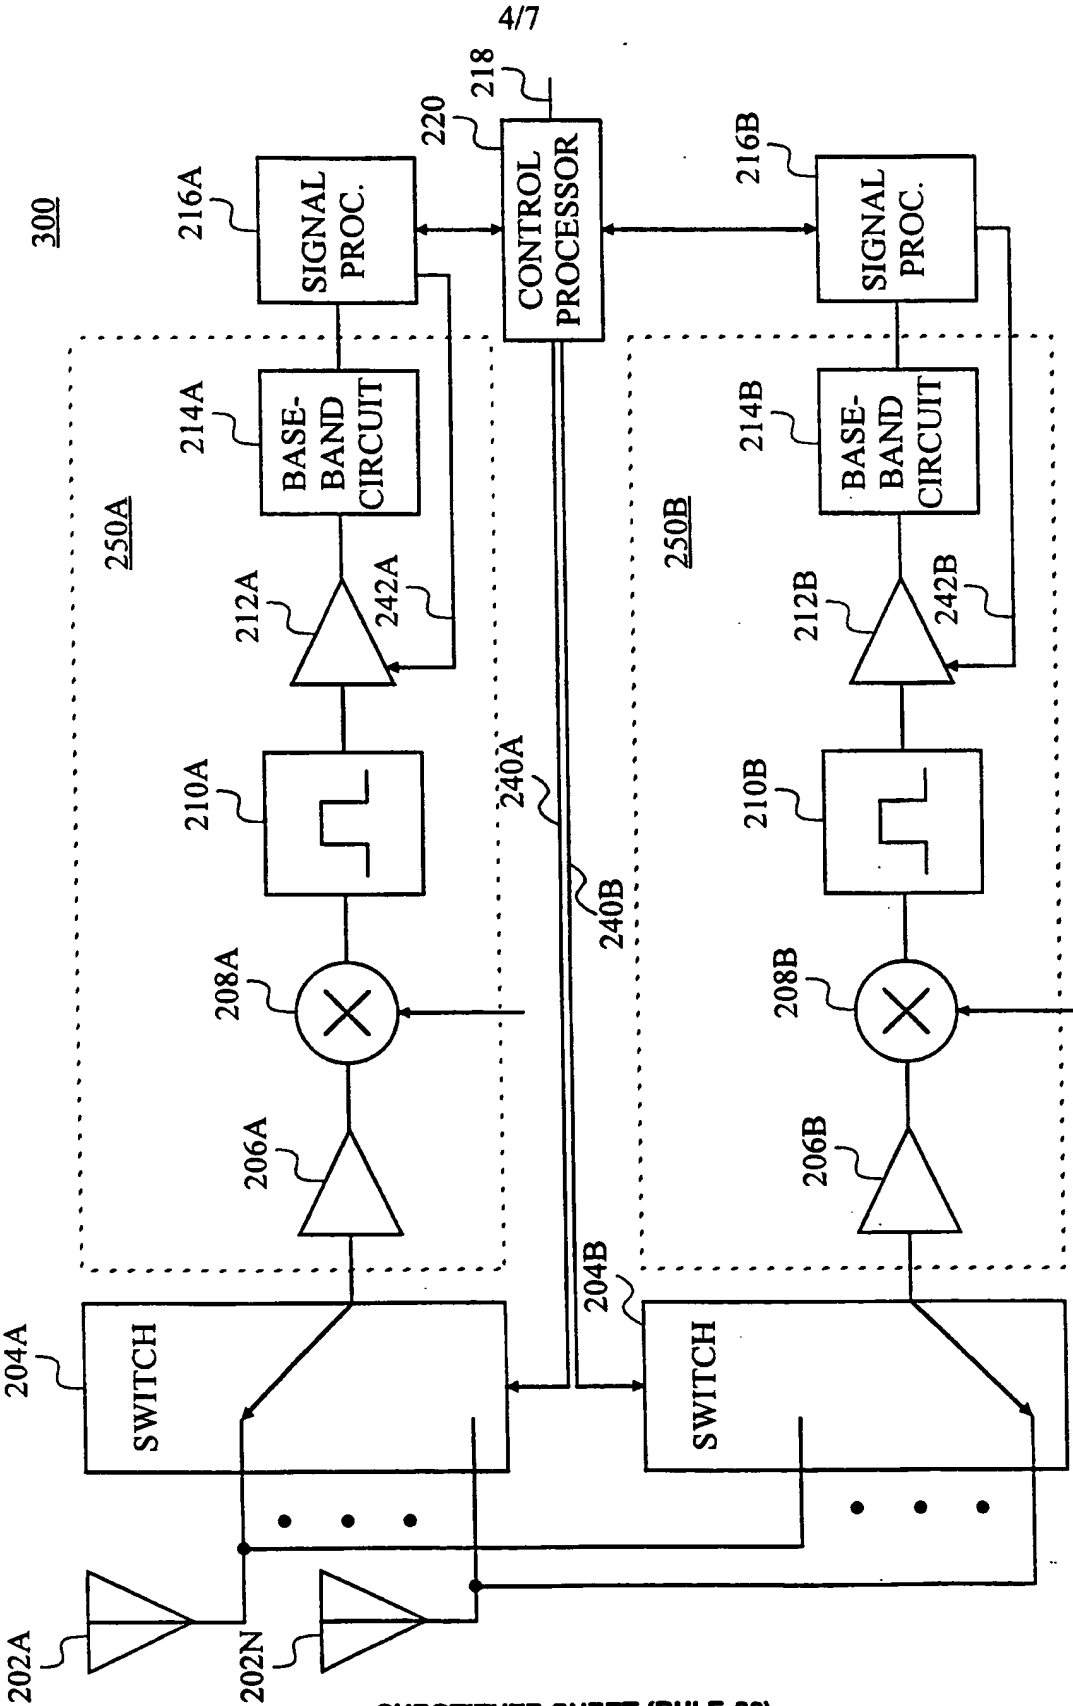 4/7
300
202A
202N
204A
SWITCH
206A
208A
210A
212A
242A
250A
214A
BASE-
BAND
CIRCUIT
216A
SIGNAL
PROC.
220
218
CONTROL
PROCESSOR
240A
240B
204B
SWITCH
206B
208B
210B
212B
242B
250B
214B
BASE-
BAND
CIRCUIT
216B
SIGNAL
PROC.